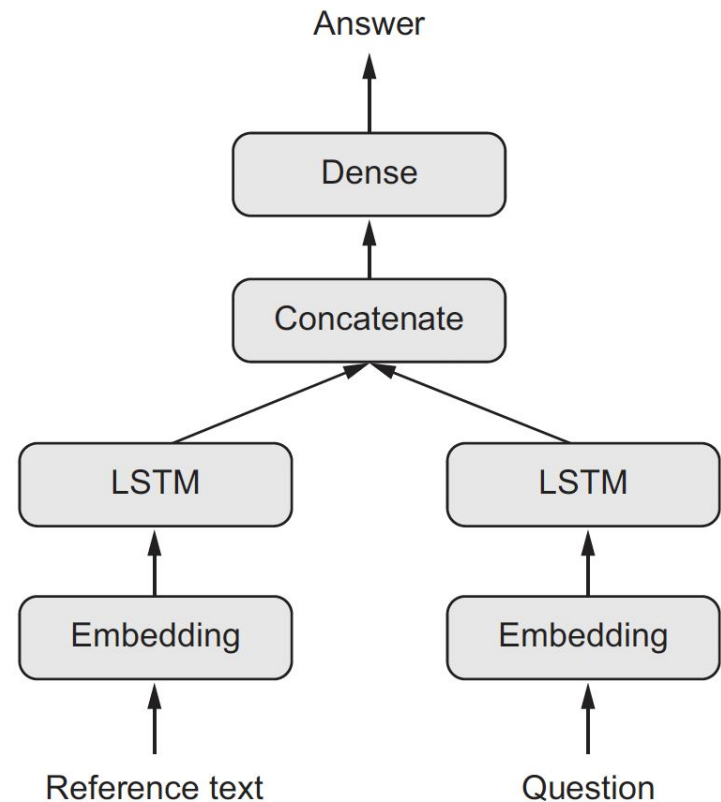 Answer
Dense
Concatenate
LSTM
LSTM
Embedding
Embedding
Reference text
Question